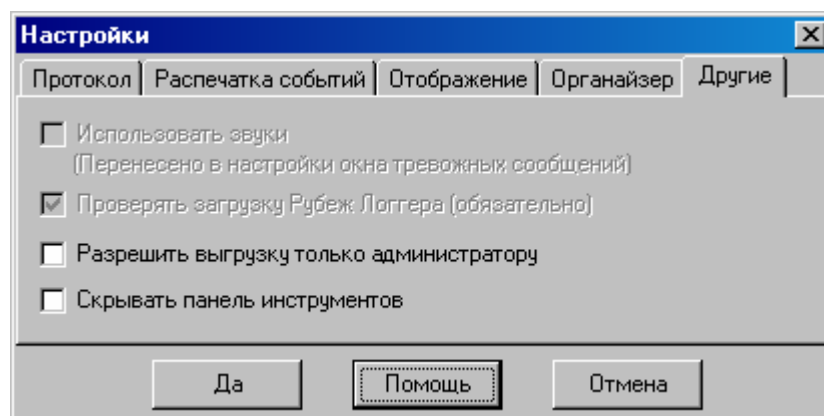 Настройки
Протокол Распечатка событий Отображение Органайзер Другие
Использовать звуки
(Перенесено в настройки окна тревожных сообщений)
Проверять загрузку Рубеж Логгера (обязательно)
Разрешить выгрузку только администратору
Скрывать панель инструментов
Да Помощь Отмена